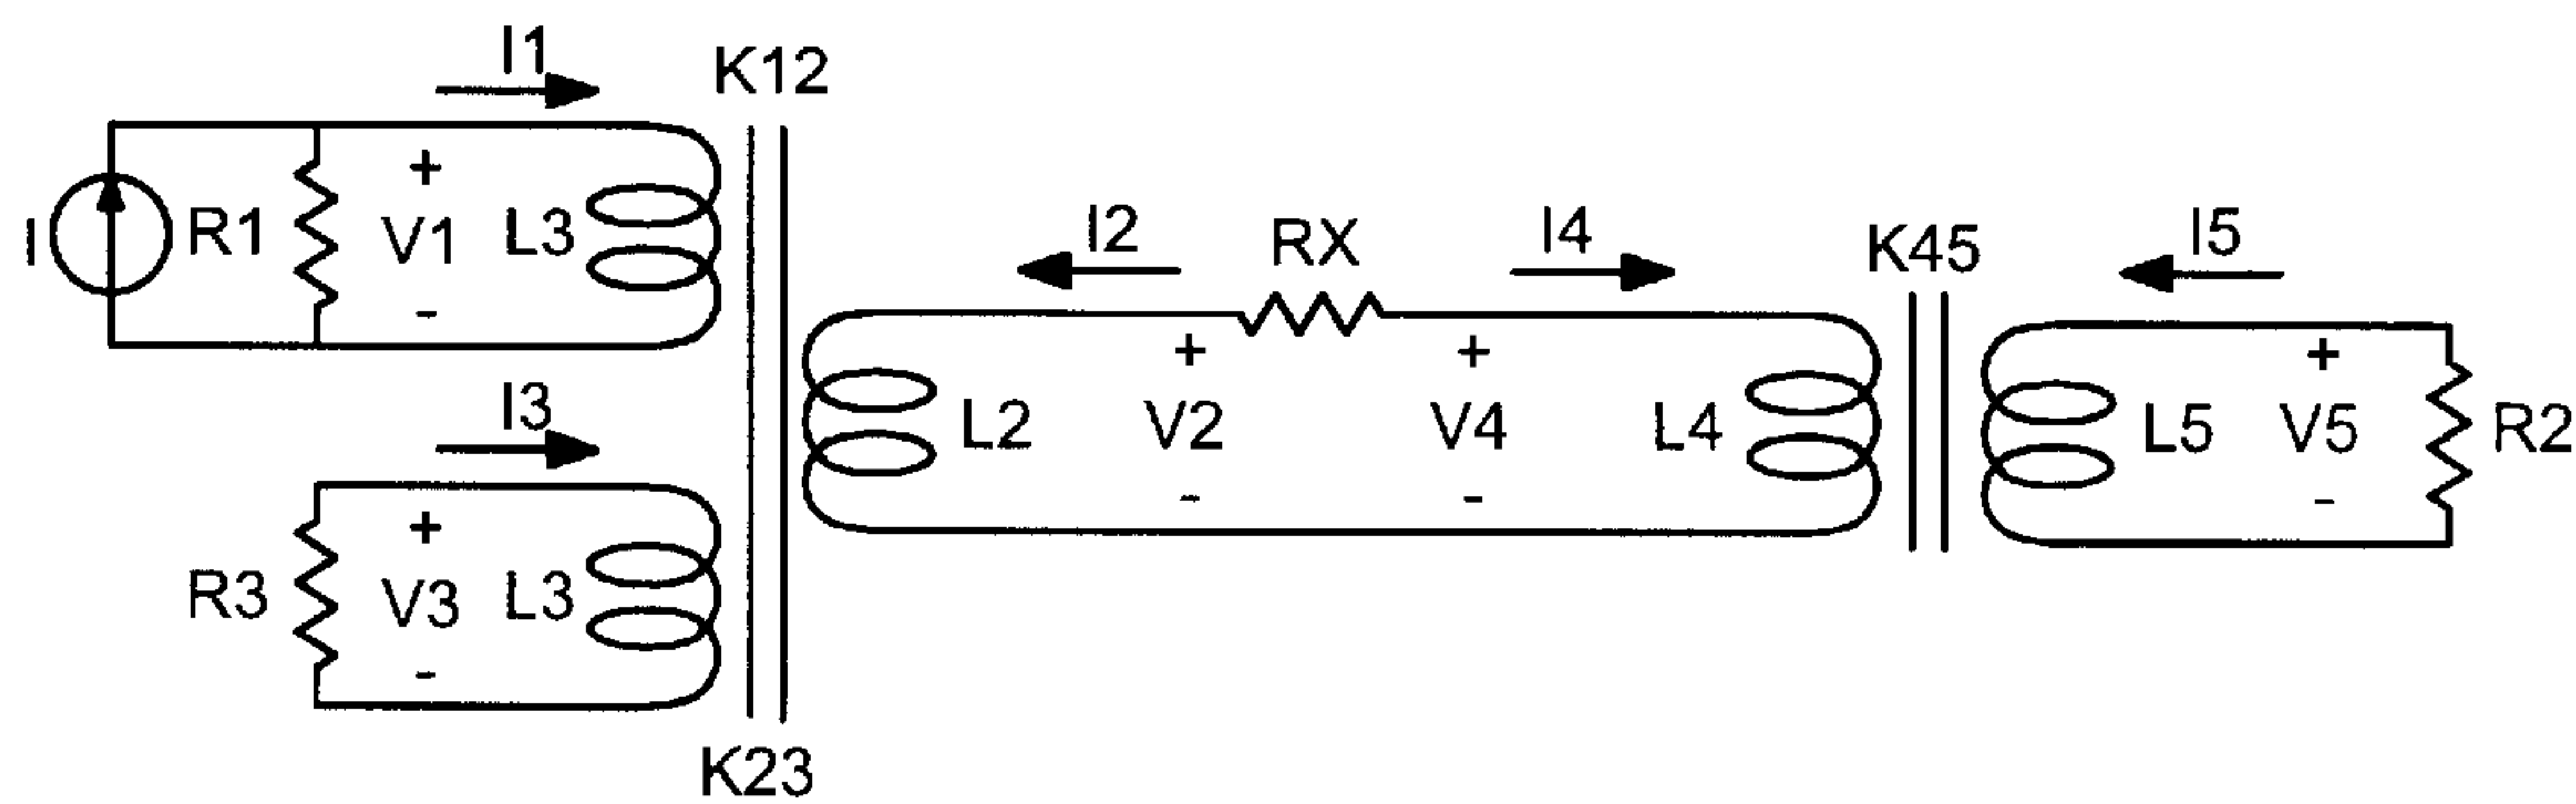 I1
K12
I
R1
+
V1
-
L3
I3
R3
+
V3
-
L3
K23
I2
RX
I4
K45
I5
L2
+
V2
-
+
V4
-
L4
L5
+
V5
-
R2